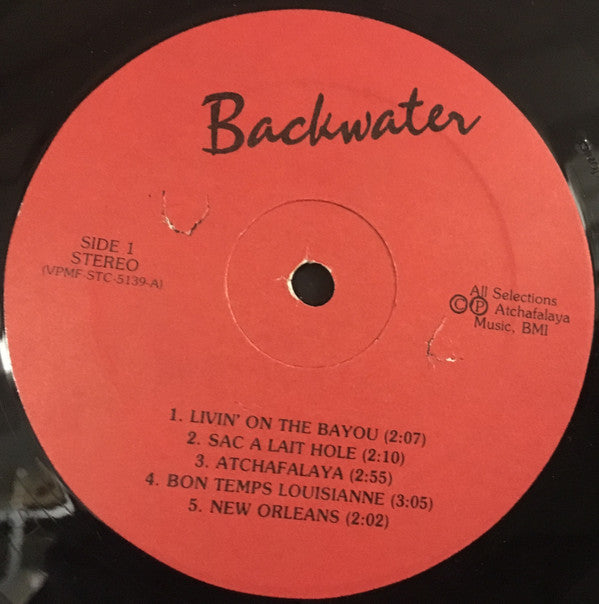 Backwater
SIDE 1
STEREO
(VPMF-STC-5139-A)
All Selections
© ℗ Atchafalaya
Music, BMI
1. LIVIN' ON THE BAYOU (2:07)
2. SAC A LAIT HOLE (2:10)
3. ATCHAFALAYA (2:55)
4. BON TEMPS LOUISIANNE (3:05)
5. NEW ORLEANS (2:02)